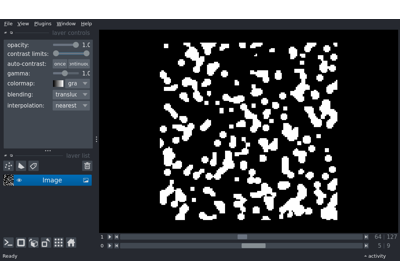 File View Plugins Window Help
layer controls
opacity: 1.0
contrast limits:
auto-contrast: once
gamma: 1.0
colormap: gra
blending: translu
interpolation: nearest
layer list
Image
1 64 127
0 5 9
Ready activity